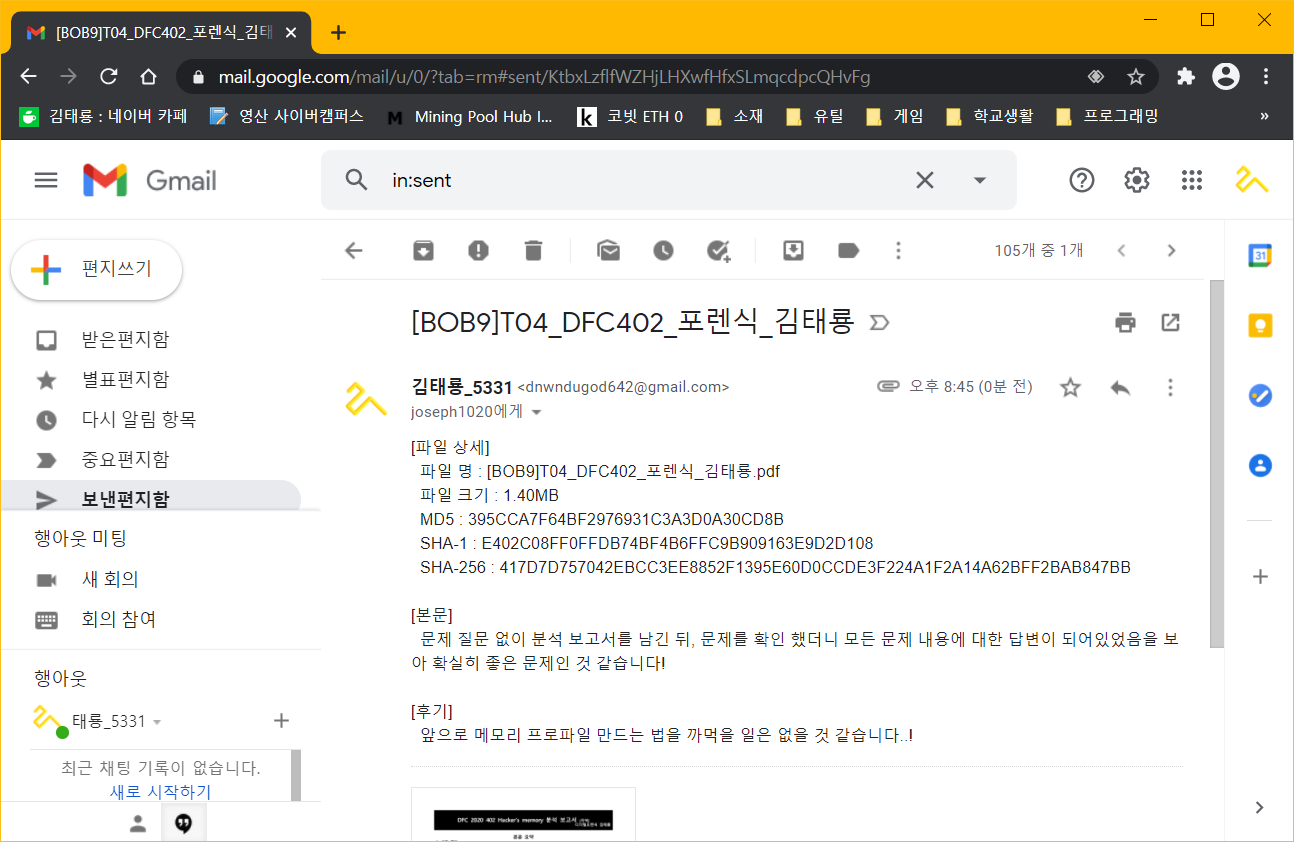 [BOB9]T04_DFC402_포렌식_김태
mail.google.com/mail/u/0/?tab=rm#sent/KtbxLzflfWZHjLHXwfHfxSLmqcdpcQHvFg
김태룡 : 네이버 카페 영산 사이버캠퍼스 M Mining Pool Hub I... k 코빗 ETH 0 소재 유틸 게임 학교생활 프로그래밍 »
Gmail in:sent
편지쓰기
105개 중 1개
31
[BOB9]T04_DFC402_포렌식_김태룡
받은편지함
별표편지함
다시 알림 항목
중요편지함
보낸편지함
김태룡_5331 <dnwndugod642@gmail.com> 오후 8:45 (0분 전)
joseph1020에게
[파일 상세]
파일 명 : [BOB9]T04_DFC402_포렌식_김태룡.pdf
파일 크기 : 1.40MB
MD5 : 395CCA7F64BF2976931C3A3D0A30CD8B
SHA-1 : E402C08FF0FFDB74BF4B6FFC9B909163E9D2D108
SHA-256 : 417D7D757042EBCC3EE8852F1395E60D0CCDE3F224A1F2A14A62BFF2BAB847BB
[본문]
문제 질문 없이 분석 보고서를 남긴 뒤, 문제를 확인 했더니 모든 문제 내용에 대한 답변이 되어있었음을 보
아 확실히 좋은 문제인 것 같습니다!
[후기]
앞으로 메모리 프로파일 만드는 법을 까먹을 일은 없을 것 같습니다..!
행아웃 미팅
새 회의
회의 참여
행아웃
태룡_5331
최근 채팅 기록이 없습니다.
새로 시작하기
DFC 2020 402 Hacker's memory 분석 보고서